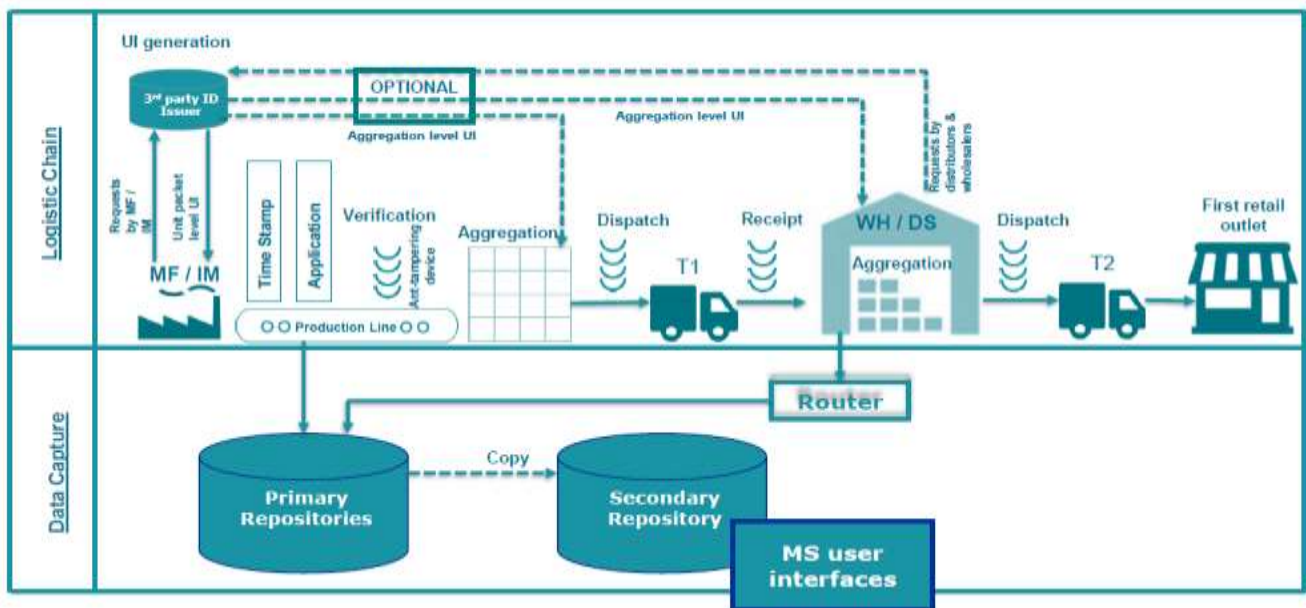 Logistic Chain
UI generation
3rd party ID
Issuer
OPTIONAL
Aggregation level UI
Aggregation level UI
Requests by
distributors &
wholesalers
Requests
by MF /
IM
Unit packet
level UI
MF / IM
Time Stamp
Application
Verification
Ant-tampering
device
Production Line
Aggregation
Dispatch
T1
Receipt
WH / DS
Aggregation
Dispatch
T2
First retail
outlet
Data Capture
Router
Primary
Repositories
Copy
Secondary
Repository
MS user
interfaces